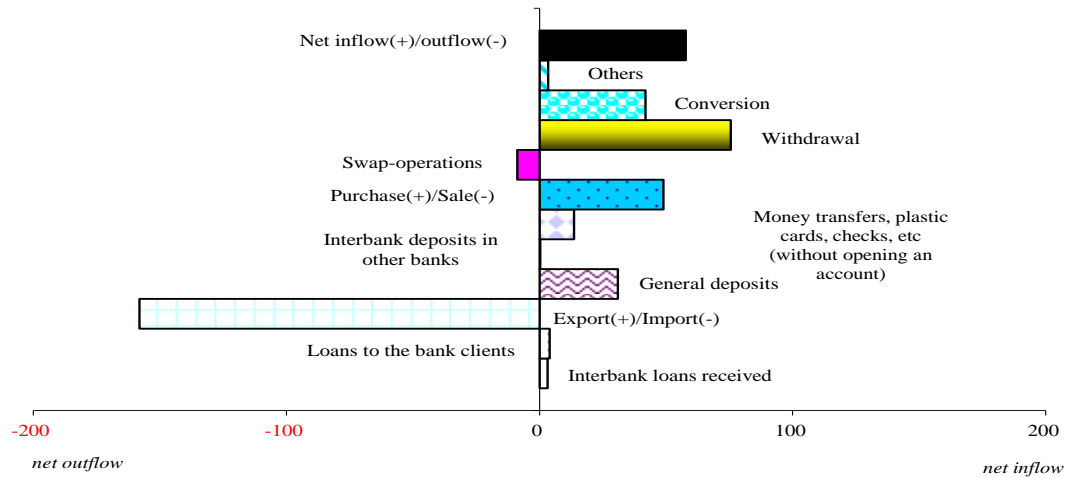 Net inflow(+)/outflow(-)
Others
Conversion
Withdrawal
Swap-operations
Purchase(+)/Sale(-)
Money transfers, plastic
cards, checks, etc
(without opening an
account)
Interbank deposits in
other banks
General deposits
Export(+)/Import(-)
Loans to the bank clients
Interbank loans received
-200 -100 0 100 200
net outflow
net inflow